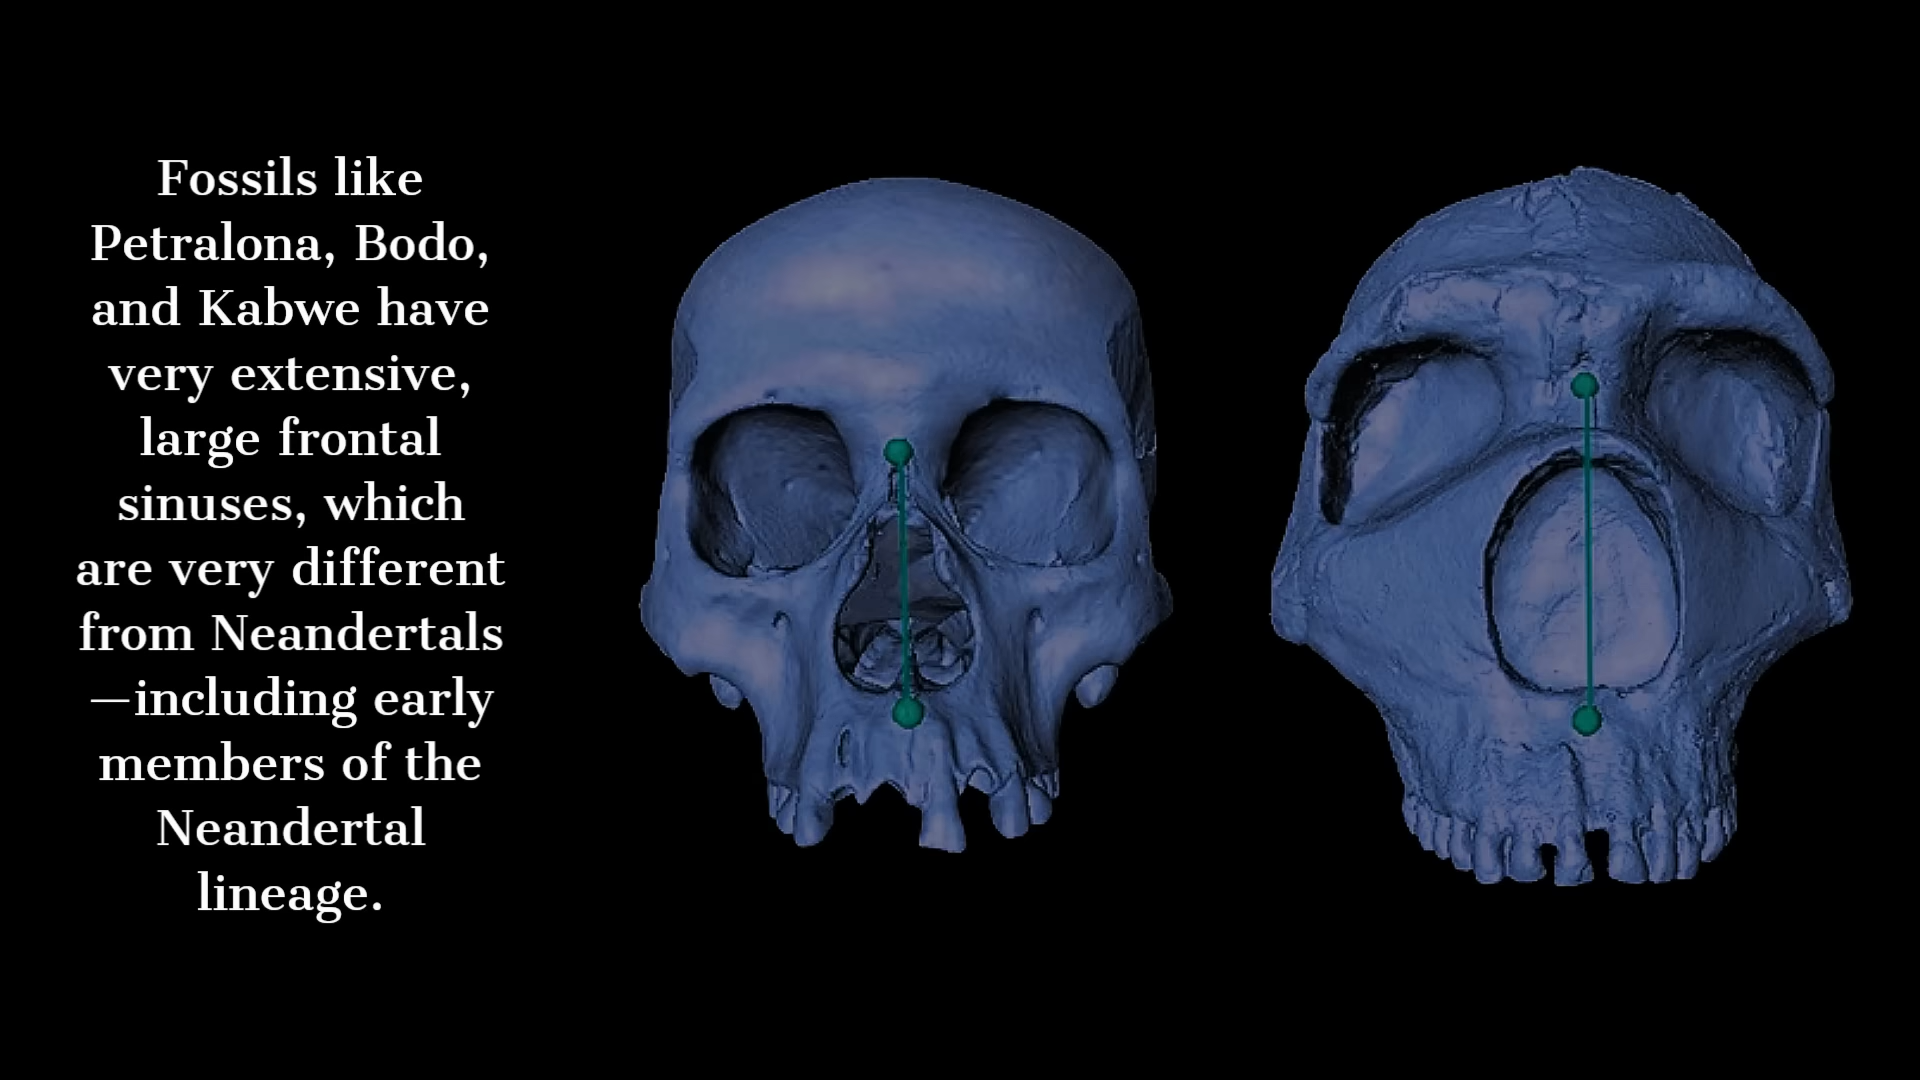 Fossils like
Petralona, Bodo,
and Kabwe have
very extensive,
large frontal
sinuses, which
are very different
from Neandertals
—including early
members of the
Neandertal
lineage.